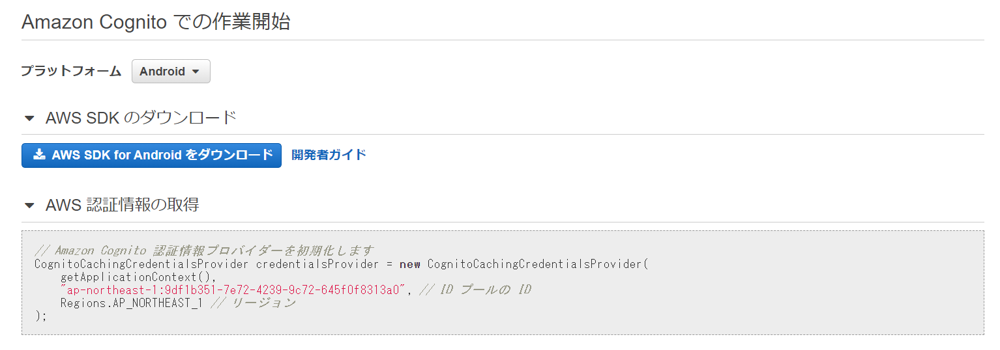 Amazon Cognito での作業開始
プラットフォーム Android
AWS SDK のダウンロード
AWS SDK for Android をダウンロード 開発者ガイド
AWS 認証情報の取得
// Amazon Cognito 認証情報プロバイダーを初期化します
CognitoCachingCredentialsProvider credentialsProvider = new CognitoCachingCredentialsProvider(
getApplicationContext(),
"ap-northeast-1:9df1b351-7e72-4239-9c72-645f0f8313a0", // ID プールの ID
Regions.AP_NORTHEAST_1 // リージョン
);